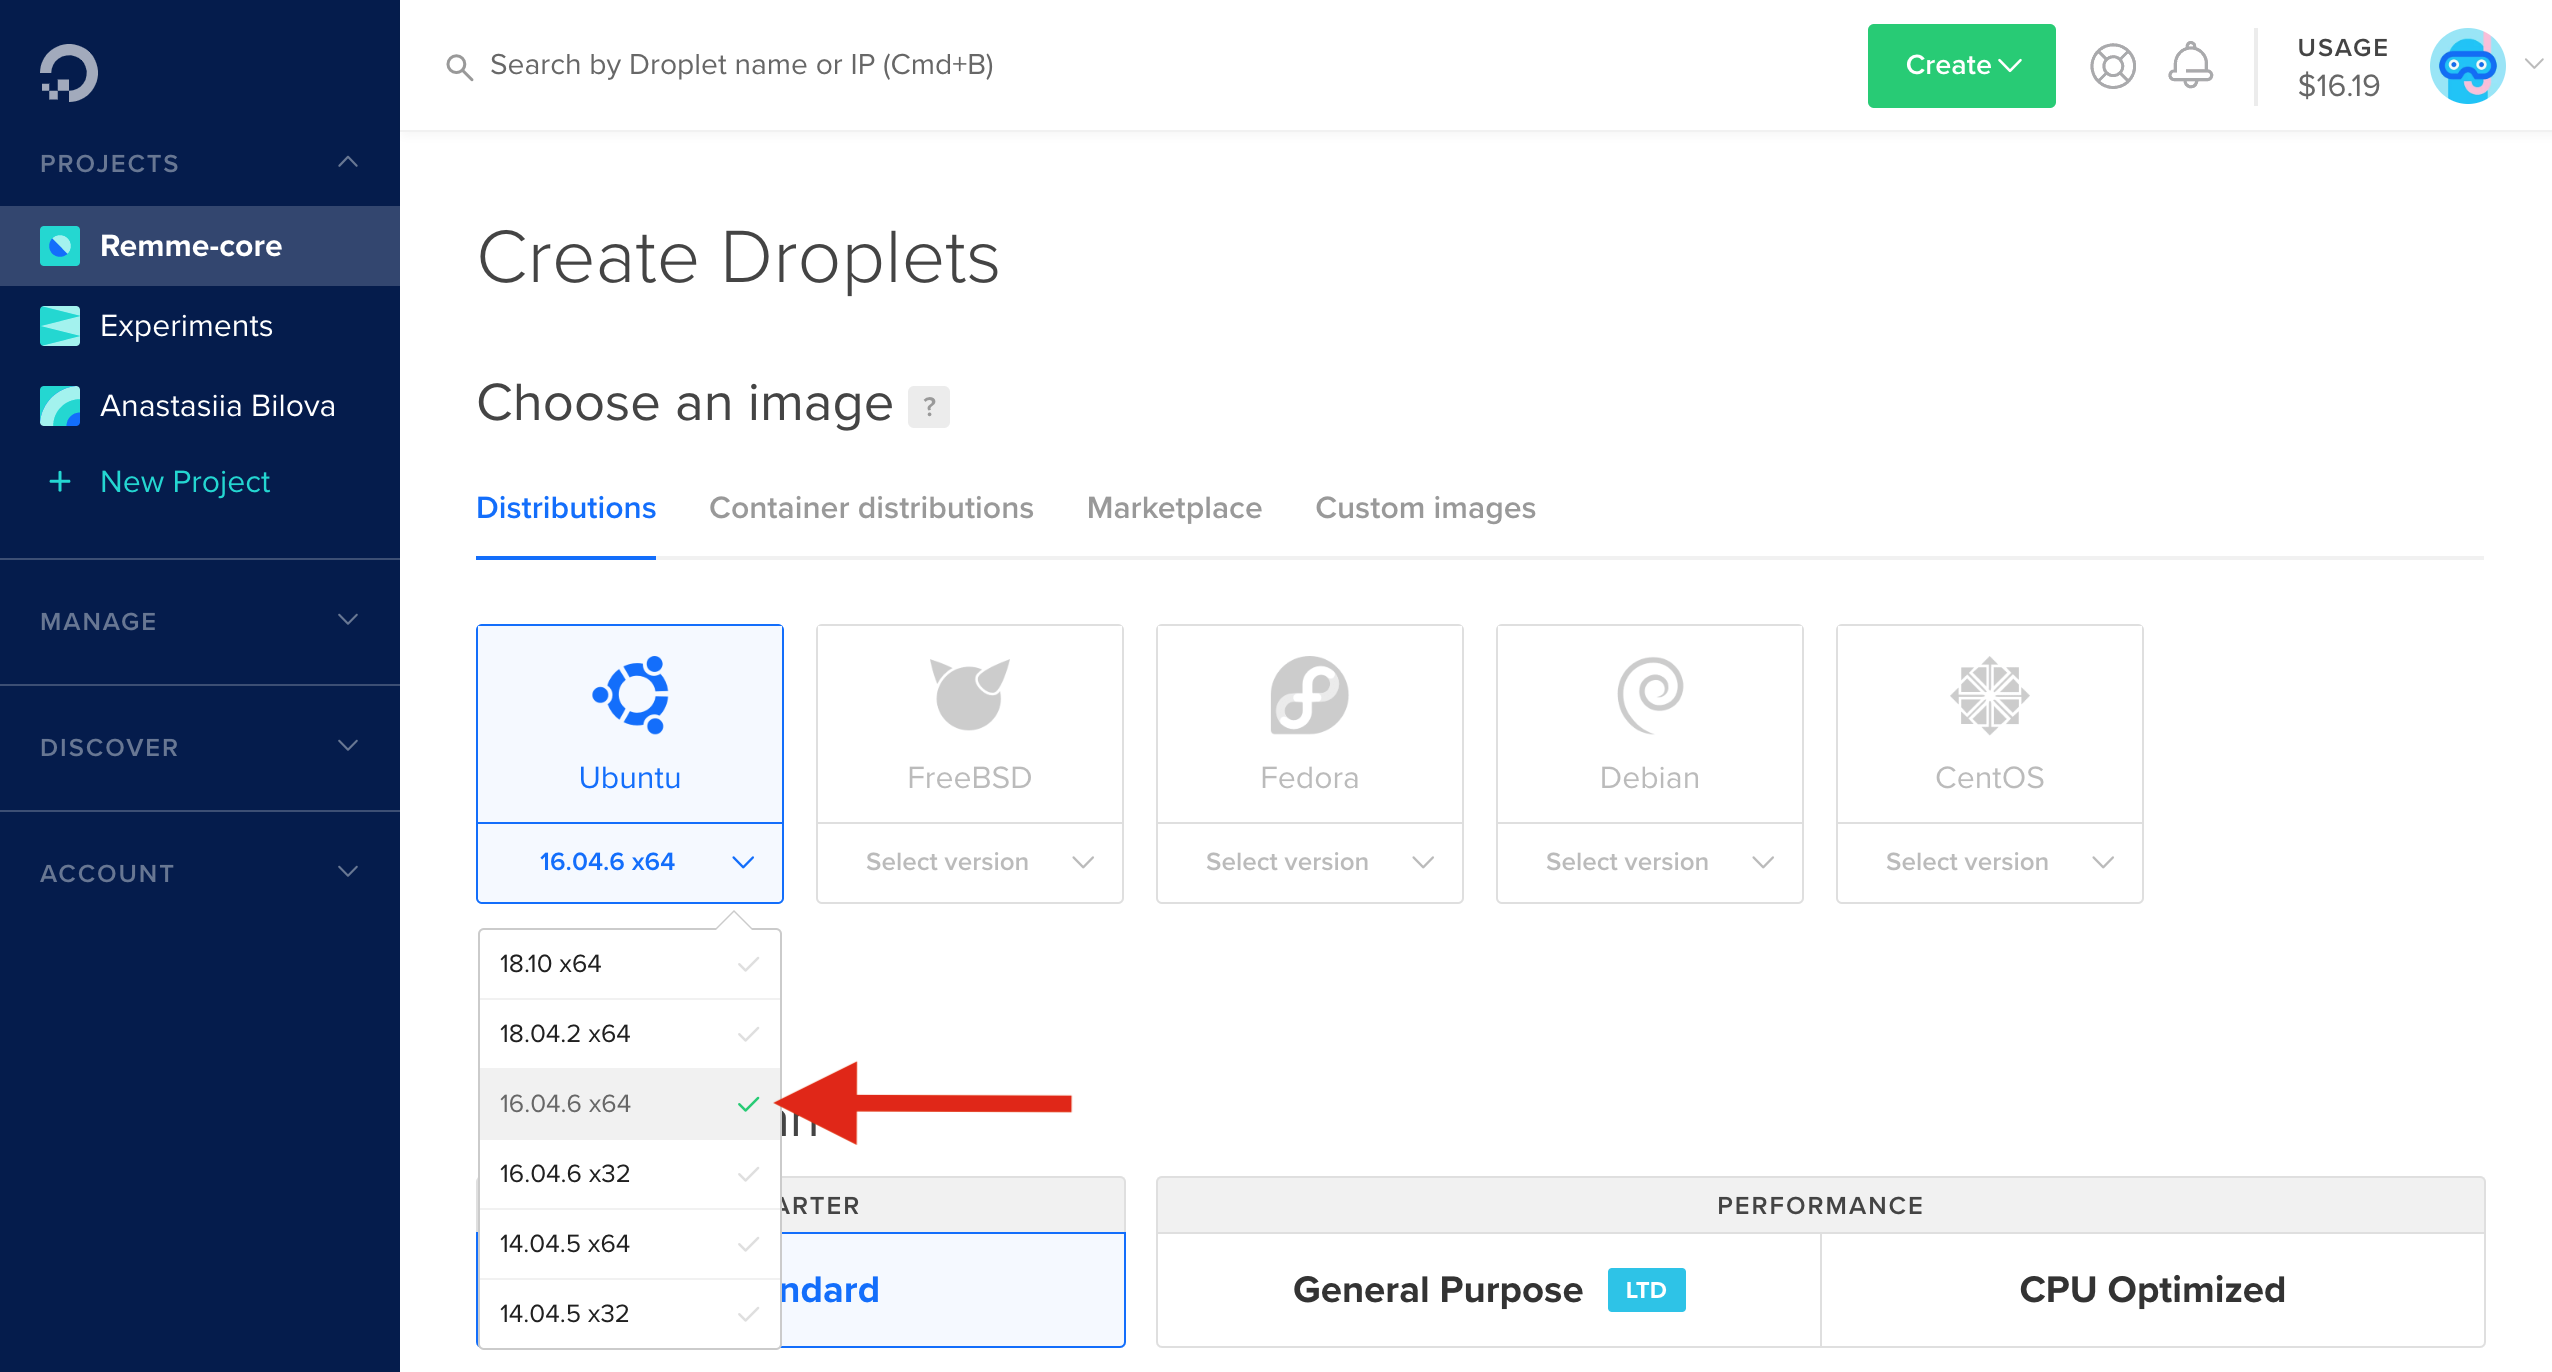 Search by Droplet name or IP (Cmd+B)
Create
USAGE
$16.19
PROJECTS
Remme-core
Experiments
Anastasiia Bilova
+ New Project
MANAGE
DISCOVER
ACCOUNT
Create Droplets
Choose an image ?
Distributions Container distributions Marketplace Custom images
Ubuntu FreeBSD Fedora Debian CentOS
16.04.6 x64 Select version Select version Select version Select version
18.10 x64
18.04.2 x64
16.04.6 x64
16.04.6 x32
14.04.5 x64
14.04.5 x32
ARTER PERFORMANCE
ndard General Purpose LTD CPU Optimized